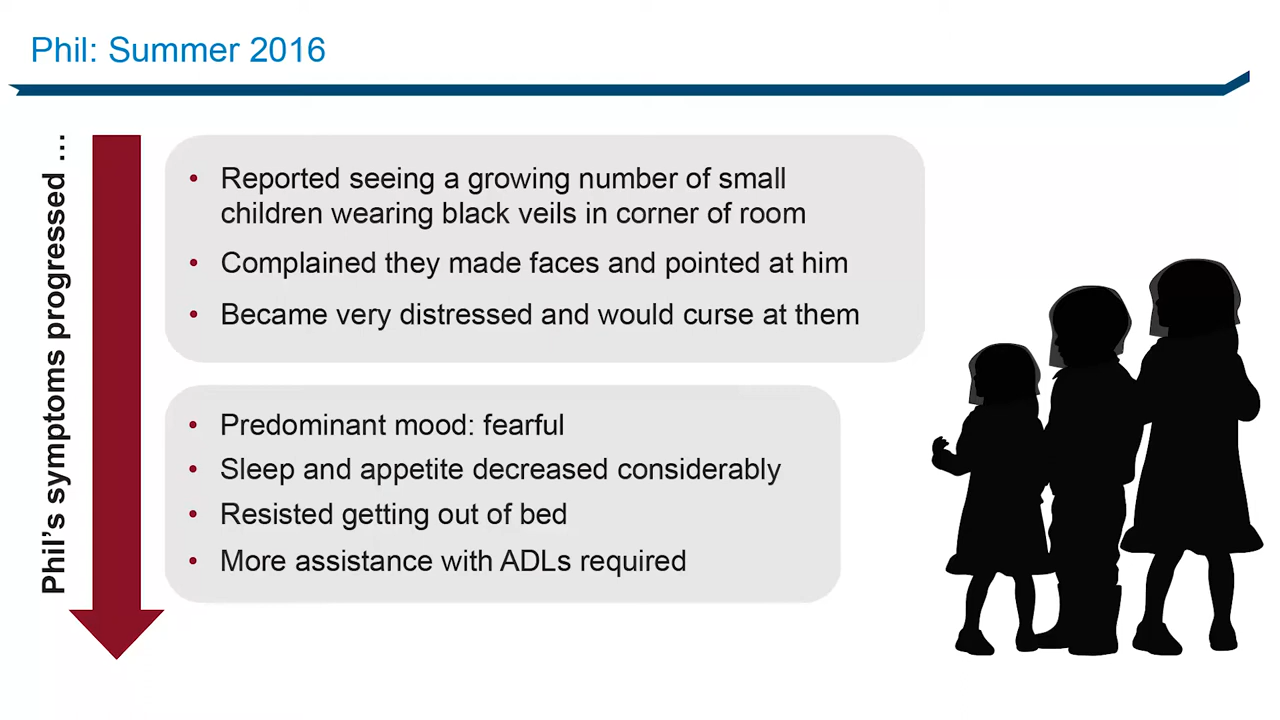 Phil: Summer 2016
Phil's symptoms progressed ...
• Reported seeing a growing number of small
children wearing black veils in corner of room
• Complained they made faces and pointed at him
• Became very distressed and would curse at them
• Predominant mood: fearful
• Sleep and appetite decreased considerably
• Resisted getting out of bed
• More assistance with ADLs required